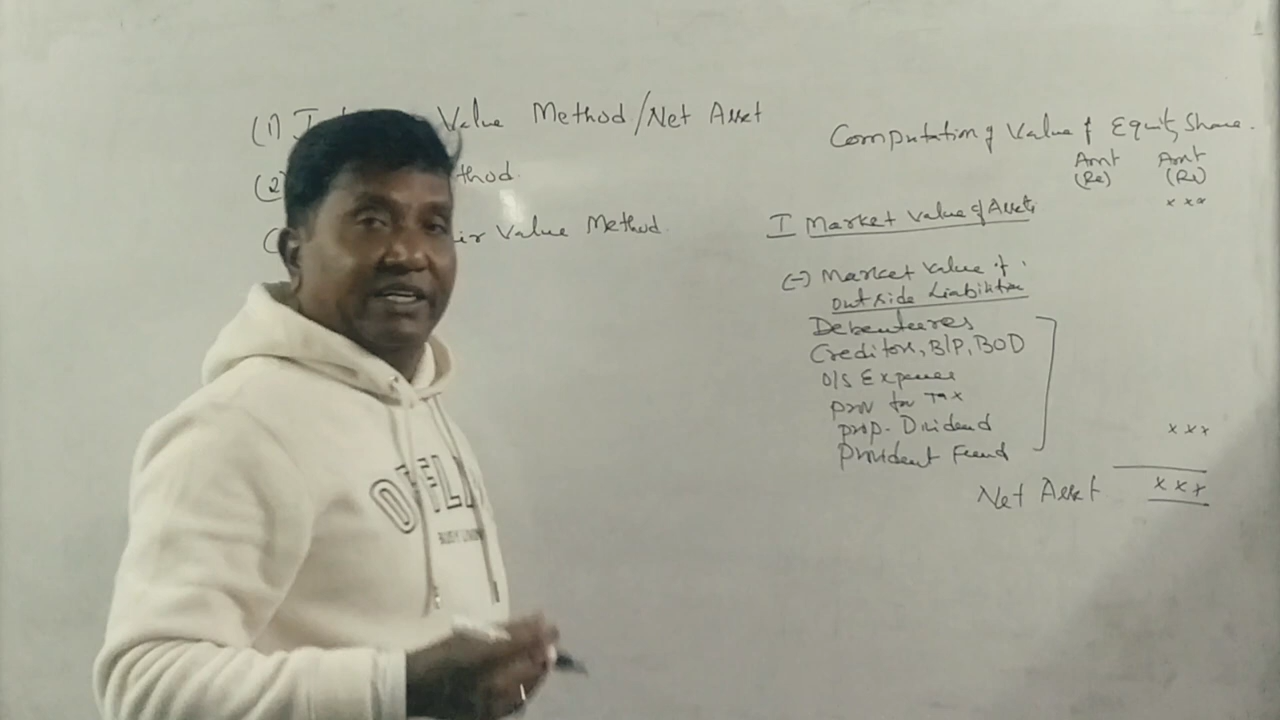 (1) Value Method/Net Asset
(2) thod.
Value Method.
Computation of Value of Equity Share.
Amt Amt
(Rs) (Rs)
I Market Value of Assets xxx
(-) Market Value of
outside Liabilities
Debenteures
Creditors, B/P, BOD
O/S Expenses
prov for Tax
prop. Dividend xxx
Provident Fund
Net Asset xxx